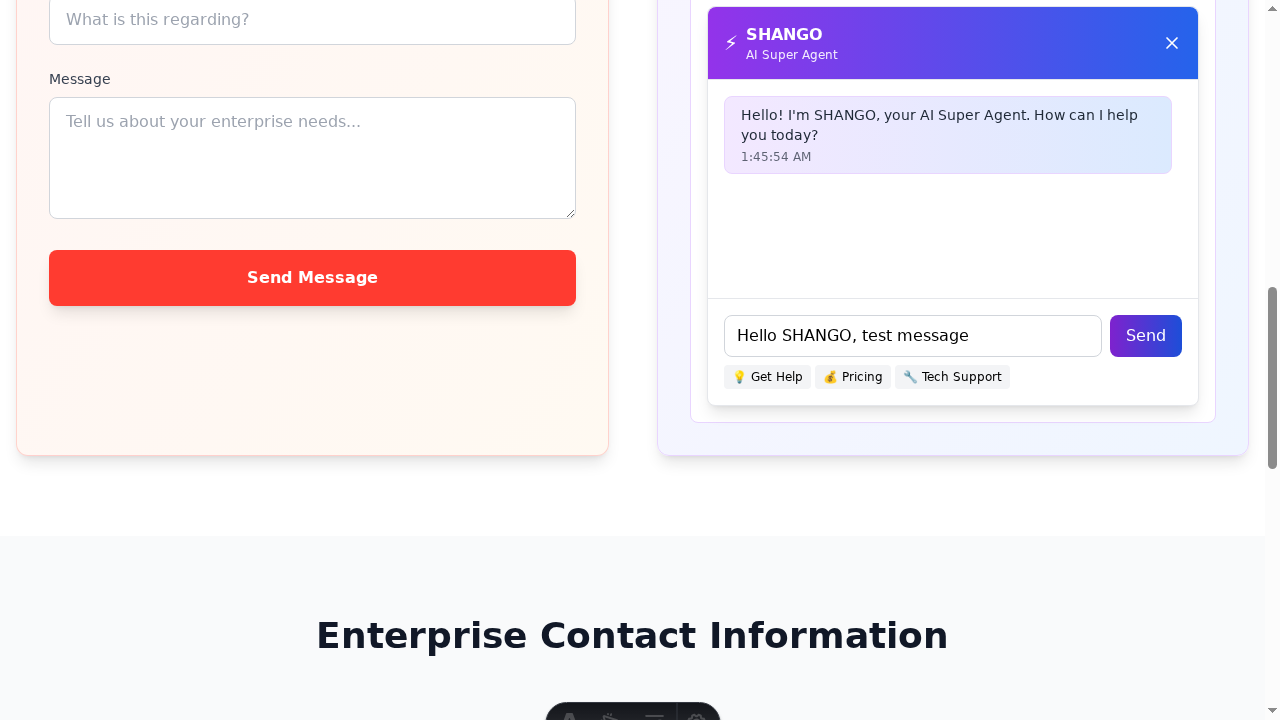 What is this regarding?
Message
Tell us about your enterprise needs...
Send Message
⚡ SHANGO
AI Super Agent
Hello! I'm SHANGO, your AI Super Agent. How can I help
you today?
1:45:54 AM
Hello SHANGO, test message
Send
💡 Get Help
💰 Pricing
🔧 Tech Support
Enterprise Contact Information